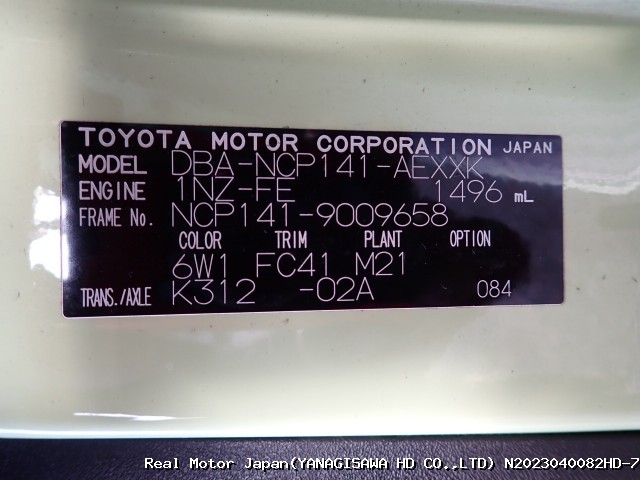 TOYOTA MOTOR CORPORATION JAPAN
MODEL DBA-NCP141-AEXXK
ENGINE 1NZ-FE 1496 mL
FRAME No. NCP141-9009658
COLOR TRIM PLANT OPTION
6W1 FC41 M21
TRANS./AXLE K312 -02A 084
Real Motor Japan(YANAGISAWA HD CO.,LTD) N2023040082HD-7